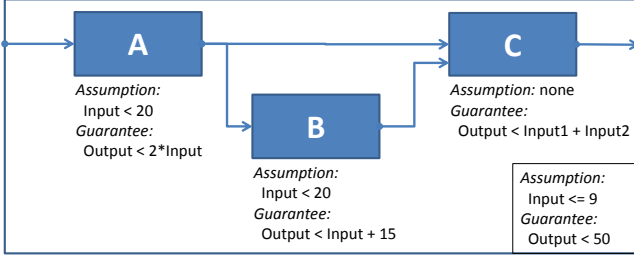 A
Assumption:
Input < 20
Guarantee:
Output < 2*Input
B
Assumption:
Input < 20
Guarantee:
Output < Input + 15
C
Assumption: none
Guarantee:
Output < Input1 + Input2
Assumption:
Input <= 9
Guarantee:
Output < 50